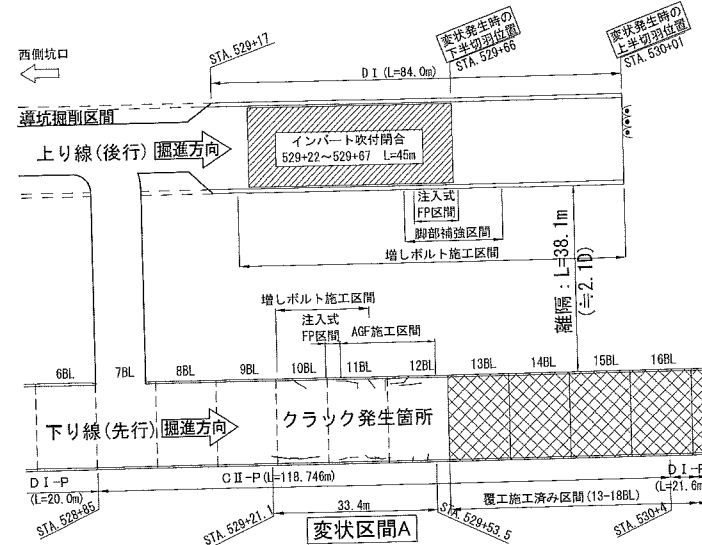 西側坑口
STA.529+17
変状発生時の
下半切羽位置
STA.529+66
変状発生時の
上半切羽位置
STA.530+01
DⅠ(L=84.0m)
導坑掘削区間
上り線(後行)
掘進方向
インバート吹付閉合
529+22～529+67 L=45m
注入式
FP区間
脚部補強区間
増しボルト施工区間
離隔：L=38.1m
(≒2.1D)
増しボルト施工区間
注入式
FP区間
AGF施工区間
6BL
7BL
8BL
9BL
10BL
11BL
12BL
13BL
14BL
15BL
16BL
下り線(先行)
掘進方向
クラック発生箇所
DⅠ-P
(L=20.0m)
STA.528+85
CⅡ-P(L=118.746m)
STA.529+21.1
33.4m
変状区間A
STA.529+53.5
覆工施工済み区間(13-18BL)
STA.530+4
DⅠ-P
(L=21.6m